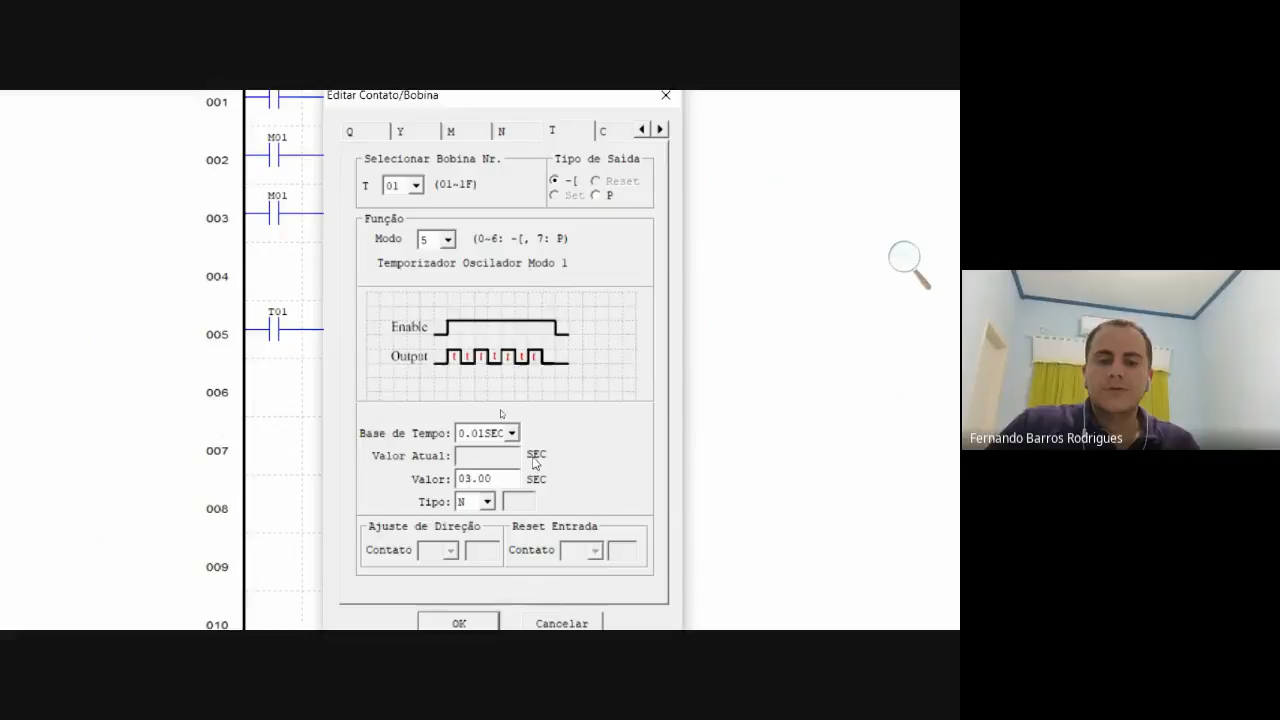 Editar Contato/Bobina
001
Q Y M N T C
M01
002
Selecionar Bobina Nr.
Tipo de Saida
T 01 (01~1F)
-[ Reset
Set P
M01
003
Função
Modo 5 (0~6: -[, 7: P)
Temporizador Oscilador Modo 1
004
T01
005
Enable
Output t t t t t t t
006
Base de Tempo: 0.01SEC
007
Valor Atual: SEC
Valor: 03.00 SEC
Tipo: N
008
Ajuste de Direção
Reset Entrada
Contato
Contato
009
010
OK Cancelar
Fernando Barros Rodrigues